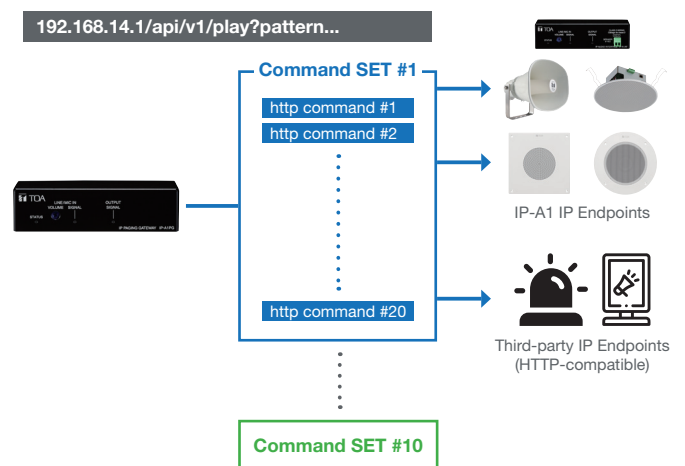 192.168.14.1/api/v1/play?pattern...
Command SET #1
http command #1
http command #2
http command #20
Command SET #10
TOA
LINE/MIC IN
VOLUME SIGNAL
OUTPUT
SIGNAL
STATUS
IP PAGING GATEWAY IP-A1PG
IP-A1 IP Endpoints
Third-party IP Endpoints
(HTTP-compatible)